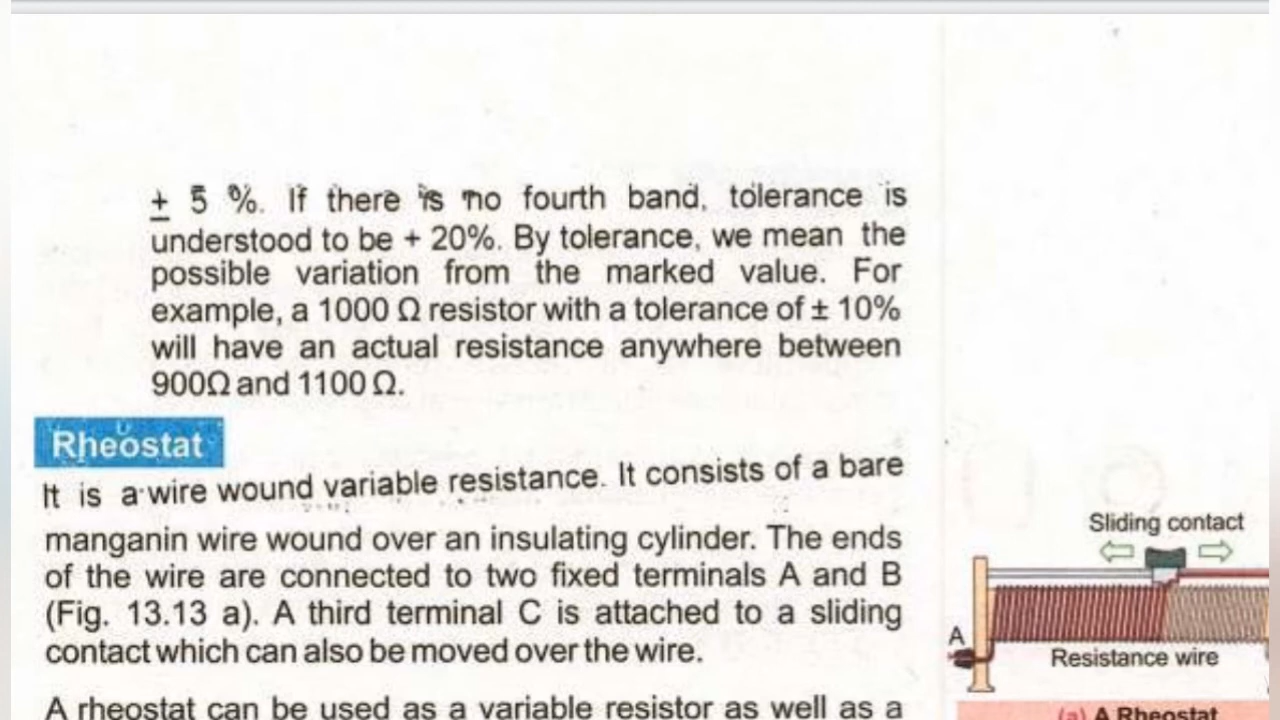 ± 5 %. If there is no fourth band, tolerance is
understood to be + 20%. By tolerance, we mean the
possible variation from the marked value. For
example, a 1000 Ω resistor with a tolerance of ± 10%
will have an actual resistance anywhere between
900Ω and 1100 Ω.
Rheostat
It is a wire wound variable resistance. It consists of a bare
manganin wire wound over an insulating cylinder. The ends
of the wire are connected to two fixed terminals A and B
(Fig. 13.13 a). A third terminal C is attached to a sliding
contact which can also be moved over the wire.
A rheostat can be used as a variable resistor as well as a
Sliding contact
A
Resistance wire
(a) A Rheostat